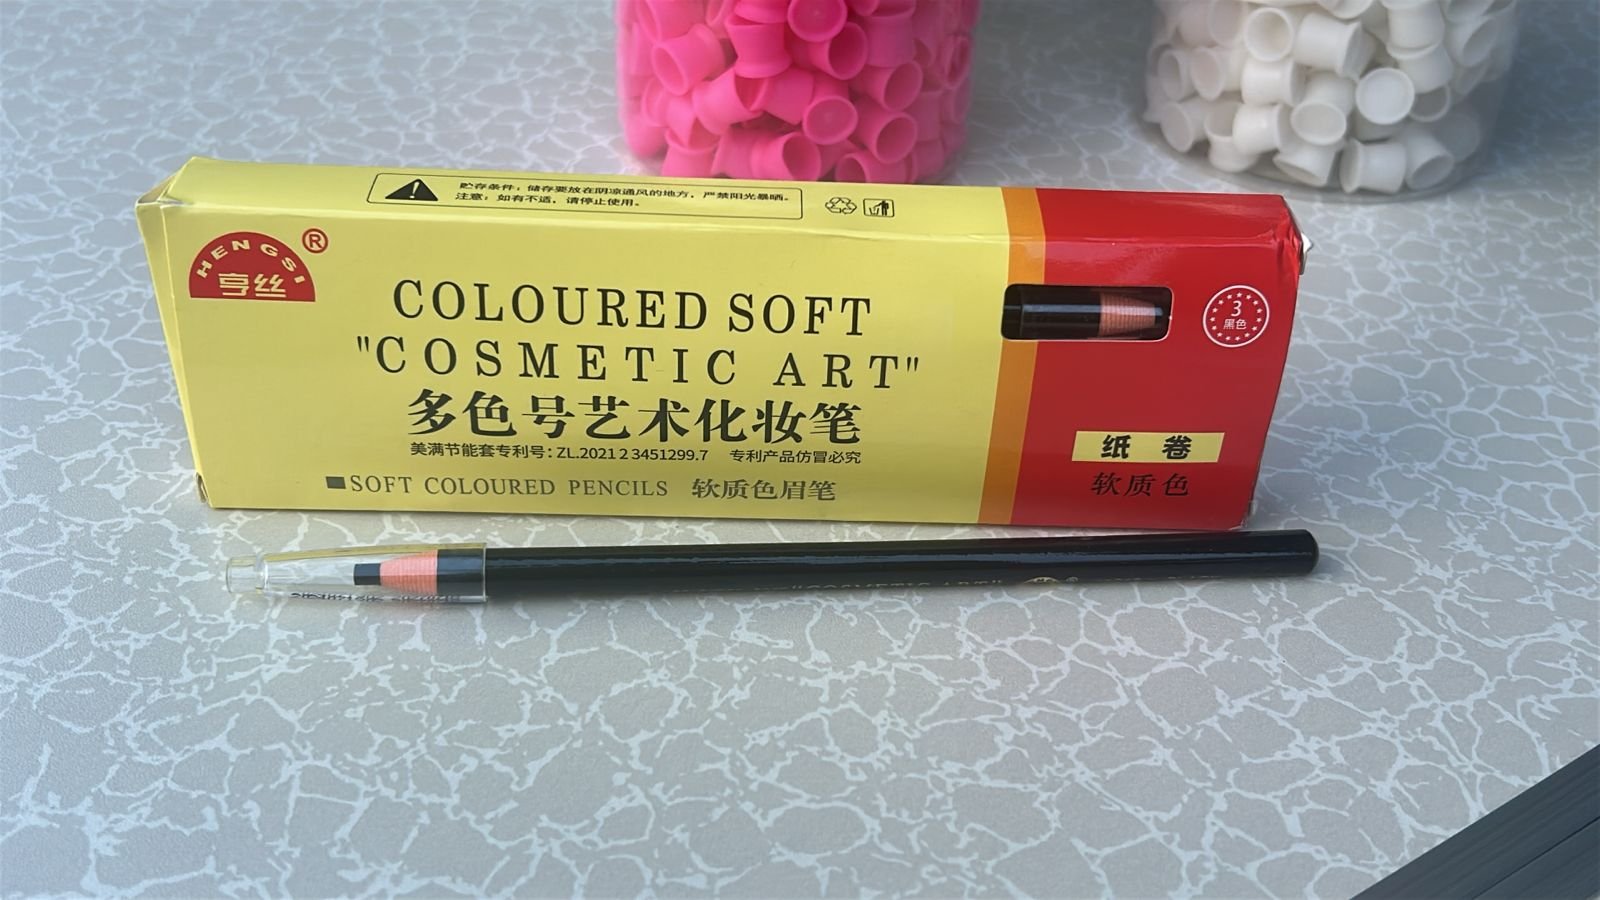 贮存条件：储存要放在阴凉通风的地方，严禁阳光暴晒。
注意：如有不适，请停止使用。
HENGSI ®
亨丝
COLOURED SOFT
"COSMETIC ART"
多色号艺术化妆笔
美满节能套专利号：ZL.2021 2 3451299.7 专利产品仿冒必究
SOFT COLOURED PENCILS 软质色眉笔
3
黑色
纸卷
软质色
"COSMETIC ART" ®